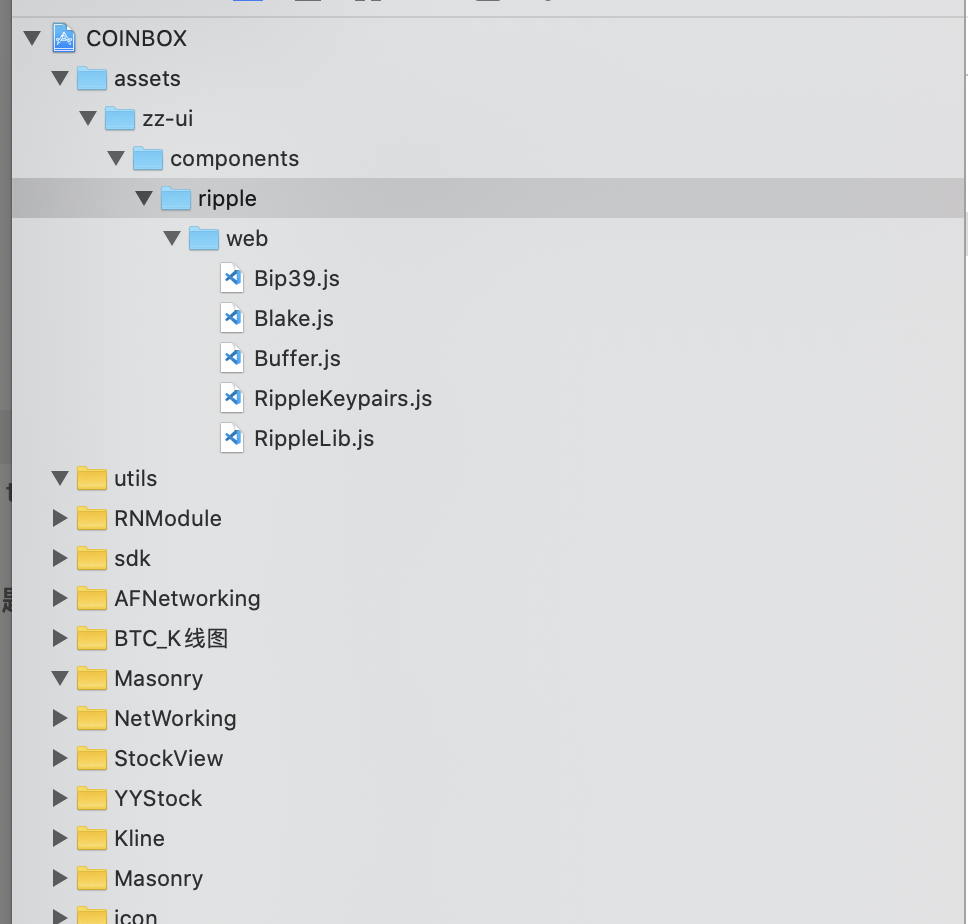 COINBOX
assets
zz-ui
components
ripple
web
Bip39.js
Blake.js
Buffer.js
RippleKeypairs.js
RippleLib.js
utils
RNModule
sdk
AFNetworking
BTC_K线图
Masonry
NetWorking
StockView
YYStock
Kline
Masonry
icon